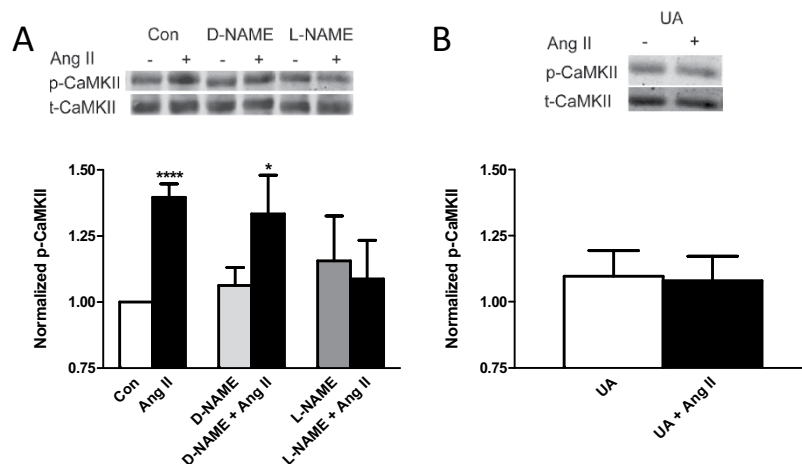 A
Con D-NAME L-NAME
Ang II - + - + - +
p-CaMKII
t-CaMKII
Normalized p-CaMKII
1.50
1.25
1.00
0.75
****
*
Con
Ang II
D-NAME
D-NAME + Ang II
L-NAME
L-NAME + Ang II
B
UA
Ang II - +
p-CaMKII
t-CaMKII
Normalized p-CaMKII
1.50
1.25
1.00
0.75
UA
UA + Ang II